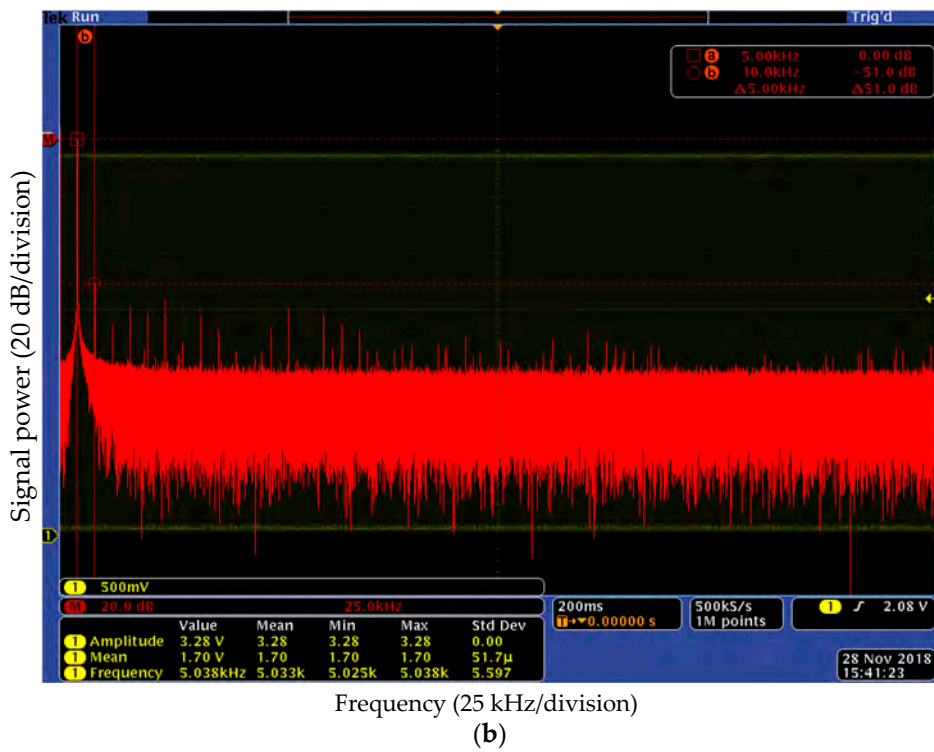 Tek Run Trig'd
b
a 5.00kHz 0.00 dB
b 10.0kHz −51.0 dB
Δ5.00kHz Δ51.0 dB
M
1
Signal power (20 dB/division)
1 500mV
M 20.0 dB 25.0kHz
Value Mean Min Max Std Dev
1 Amplitude 3.28 V 3.28 3.28 3.28 0.00
1 Mean 1.70 V 1.70 1.70 1.70 51.7µ
1 Frequency 5.038kHz 5.033k 5.025k 5.038k 5.597
200ms
T→▼0.00000 s
500kS/s
1M points
1 ∫ 2.08 V
28 Nov 2018
15:41:23
Frequency (25 kHz/division)
(b)